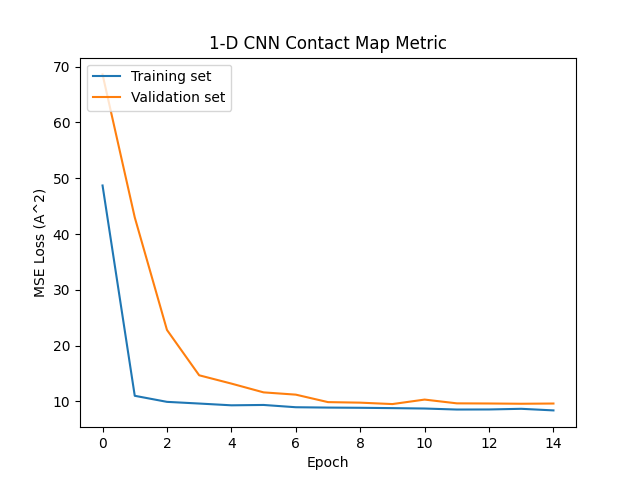 1-D CNN Contact Map Metric
Training set
Validation set
70
60
50
40
30
20
10
MSE Loss (A^2)
0 2 4 6 8 10 12 14
Epoch